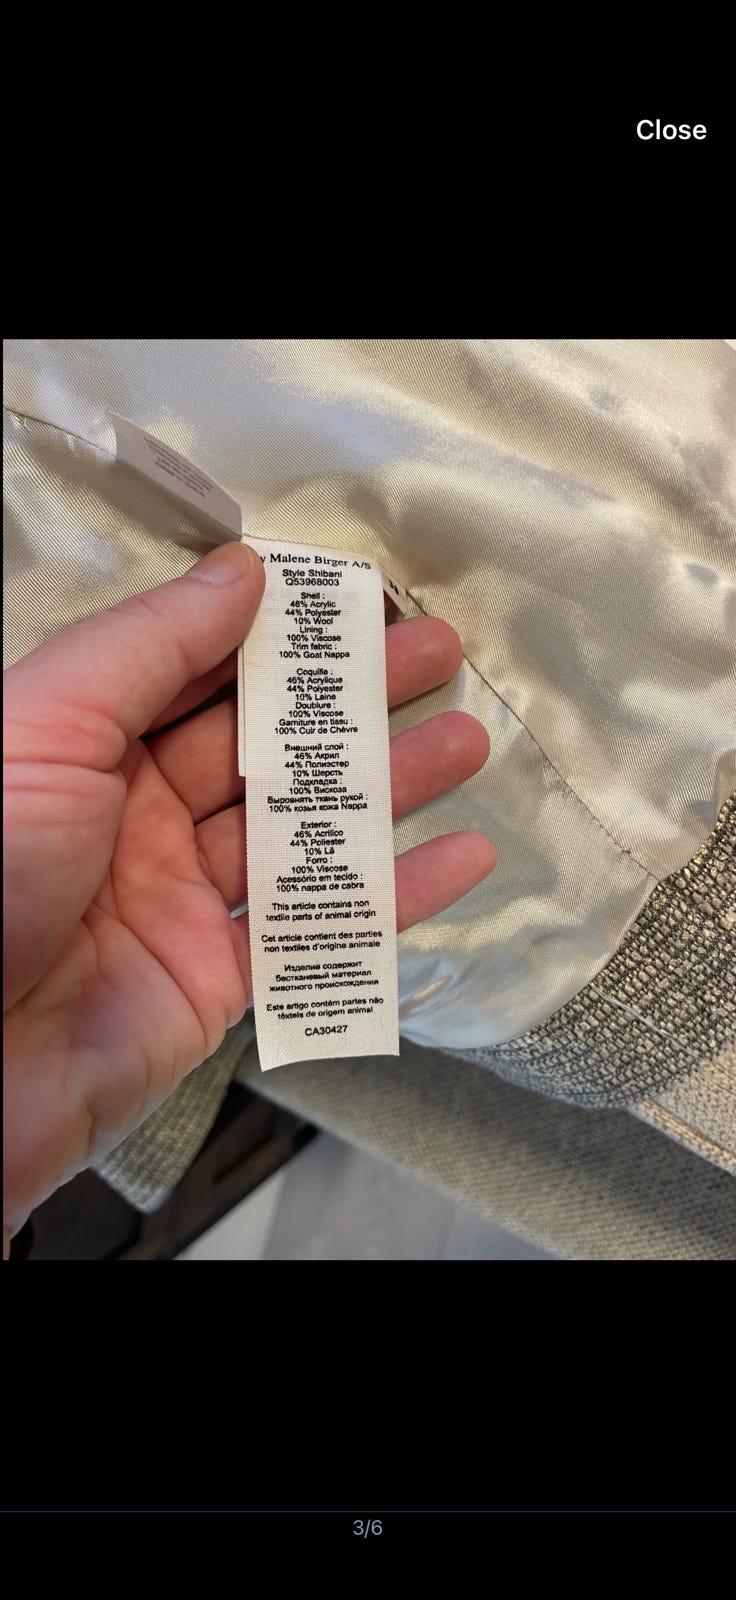 Close
y Malene Birger A/S
Style Shibani
Q53968003
Shell :
46% Acrylic
44% Polyester
10% Wool
Lining :
100% Viscose
Trim fabric :
100% Goat Nappa
Coquille :
46% Acrylique
44% Polyester
10% Laine
Doublure :
100% Viscose
Garniture en tissu :
100% Cuir de Chèvre
Внешний слой :
46% Акрил
44% Полиэстер
10% Шерсть
Подкладка :
100% Вискоза
Выровнять ткань рукой :
100% козья кожа Nappa
Exterior :
46% Acrílico
44% Poliester
10% Lã
Forro :
100% Viscose
Acessório em tecido :
100% nappa de cabra
This article contains non
textile parts of animal origin
Cet article contient des parties
non textiles d'origine animale
Изделие содержит
бестканевый материал
животного происхождения
Este artigo contém partes não
têxteis de origem animal
CA30427
3/6